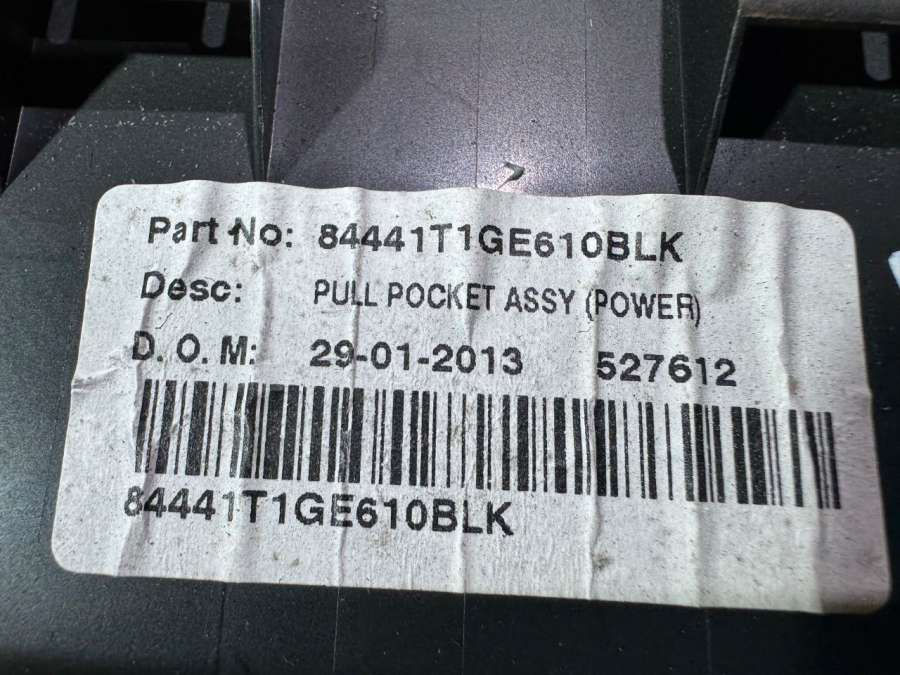 Part No: 84441T1GE610BLK
Desc: PULL POCKET ASSY (POWER)
D. O. M: 29-01-2013 527612
84441T1GE610BLK